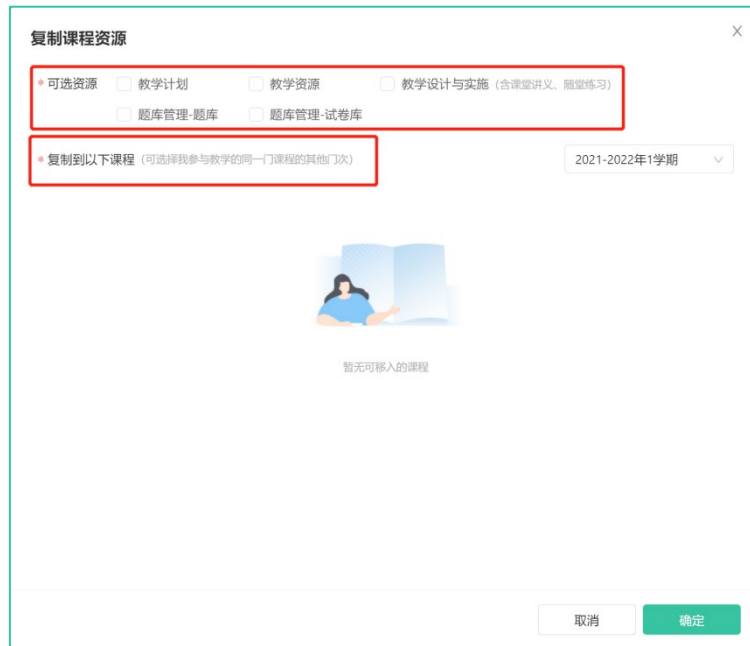 复制课程资源
X
* 可选资源 教学计划 教学资源 教学设计与实施 (含课堂讲义、随堂练习)
题库管理-题库 题库管理-试卷库
* 复制到以下课程 (可选择我参与教学的同一门课程的其他门次) 2021-2022年1学期
暂无可移入的课程
取消 确定